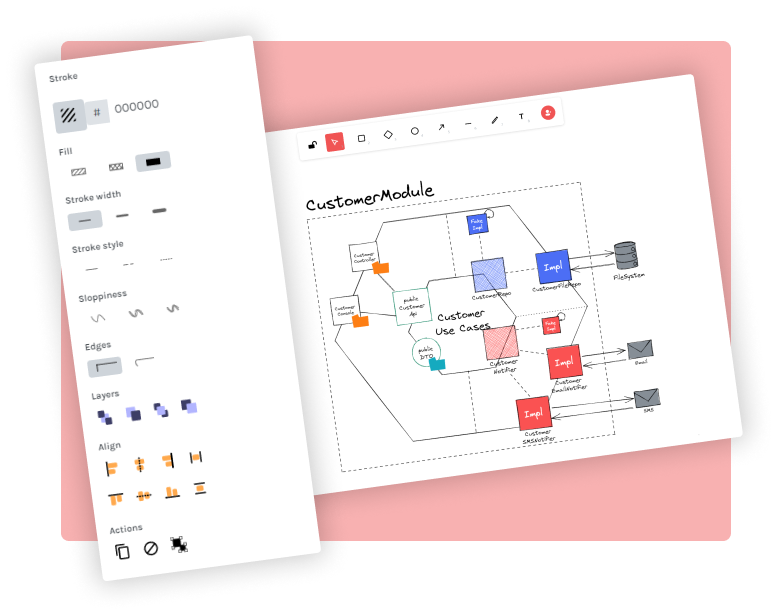 Stroke
# 000000
Fill
Stroke width
Stroke style
Sloppiness
Edges
Layers
Align
Actions
T
CustomerModule
Fake
Impl
Customer
Controller
Impl
CustomerFileRepo
FileSystem
CustomerRepo
Customer
Console
public
Customer
Api
Customer
Use Cases
Fake
Impl
public
DTO
Customer
Notifier
Impl
Customer
EmailNotifier
Email
Impl
Customer
SMSNotifier
SMS